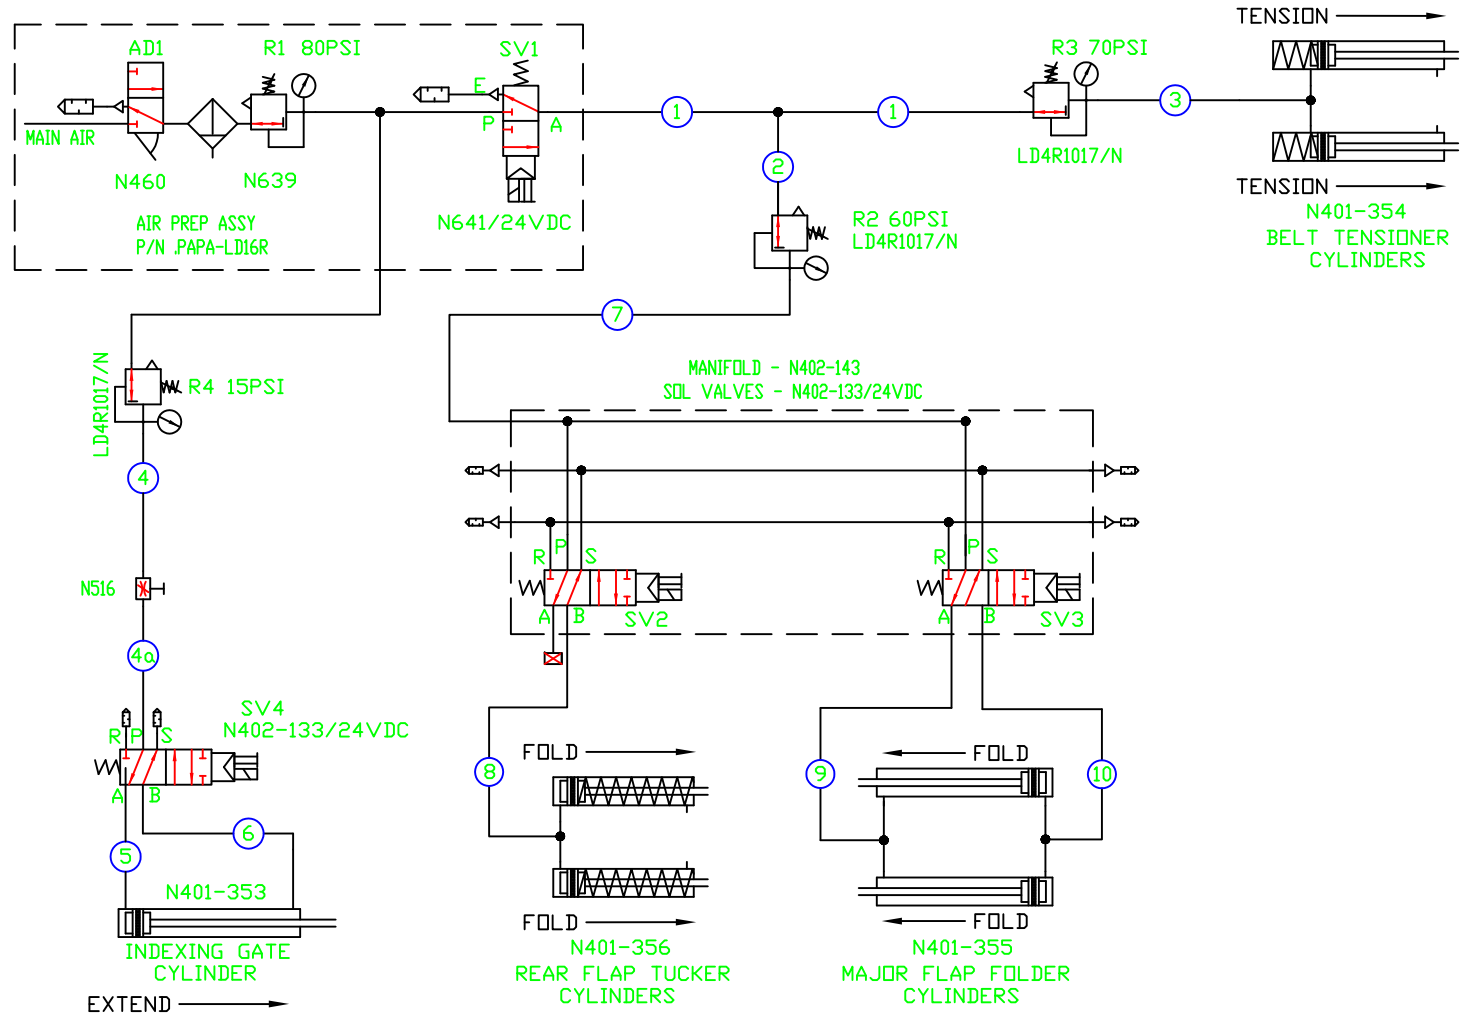 TENSION
AD1
R1 80PSI
SV1
R3 70PSI
E
P
A
1
1
3
MAIN AIR
LD4R1017/N
2
N460
N639
TENSION
N641/24VDC
N401-354
AIR PREP ASSY
P/N .PAPA-LD16R
R2 60PSI
LD4R1017/N
BELT TENSIONER
CYLINDERS
7
LD4R1017/N
R4 15PSI
MANIFOLD - N402-143
SOL VALVES - N402-133/24VDC
4
R
P
S
R
P
S
N516
A
B
SV2
A
B
SV3
4a
SV4
N402-133/24VDC
R
P
S
FOLD
FOLD
8
9
10
A
B
6
5
N401-353
FOLD
FOLD
INDEXING GATE
CYLINDER
N401-356
REAR FLAP TUCKER
CYLINDERS
N401-355
MAJOR FLAP FOLDER
CYLINDERS
EXTEND